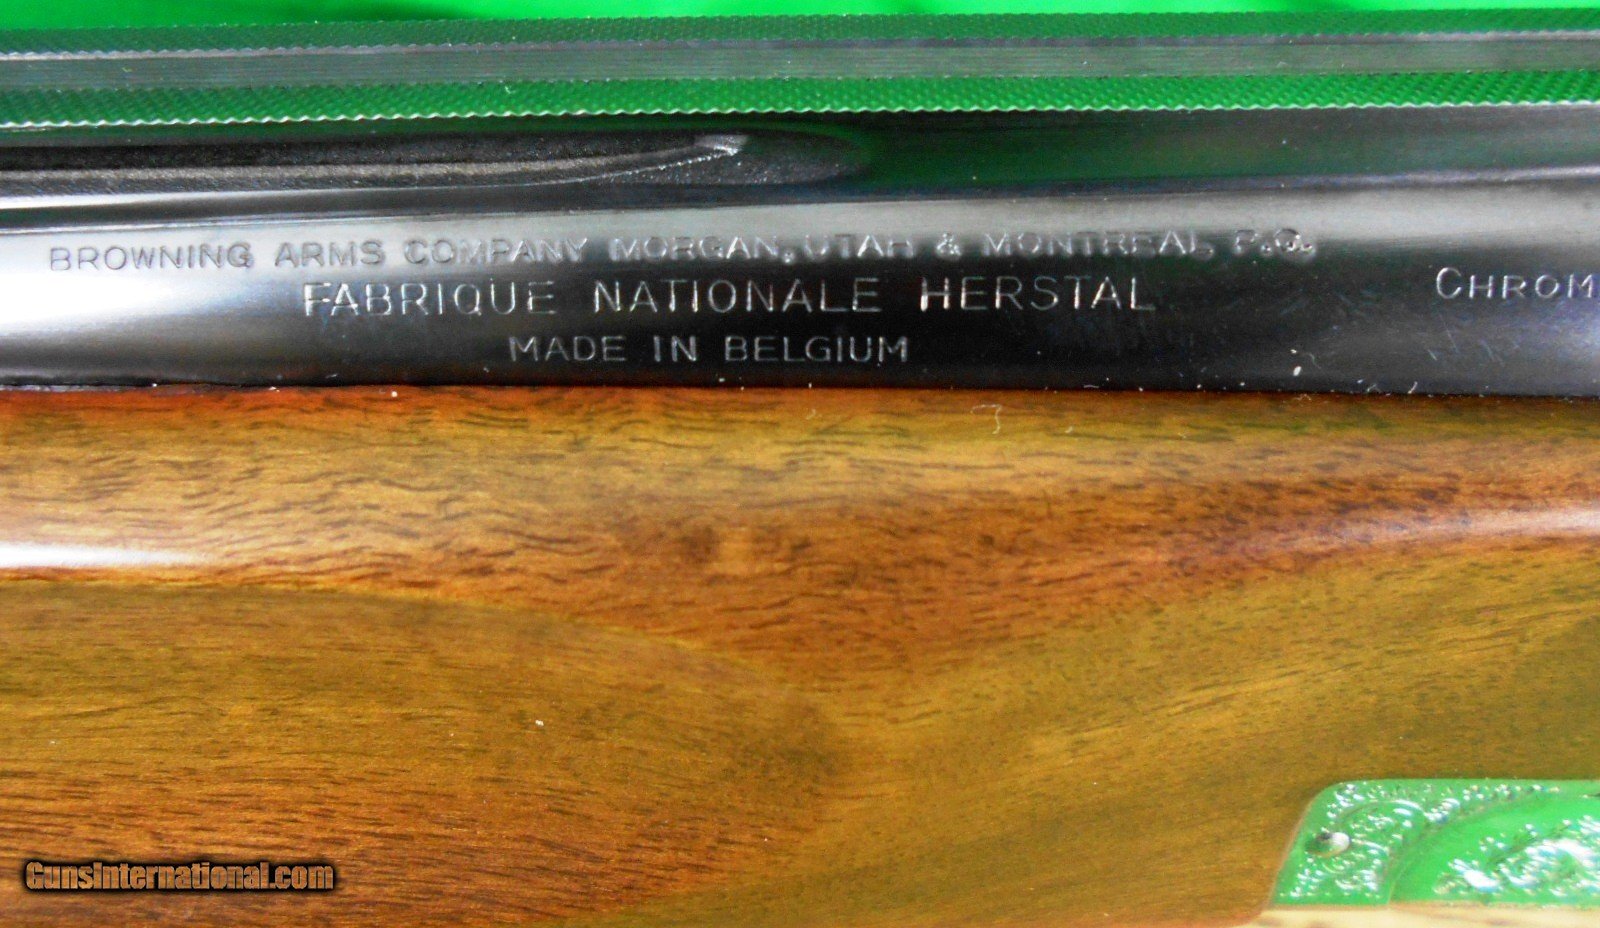 BROWNING ARMS COMPANY MORGAN, UTAH & MONTREAL P.Q.
FABRIQUE NATIONALE HERSTAL
MADE IN BELGIUM
CHROM
GunsInternational.com